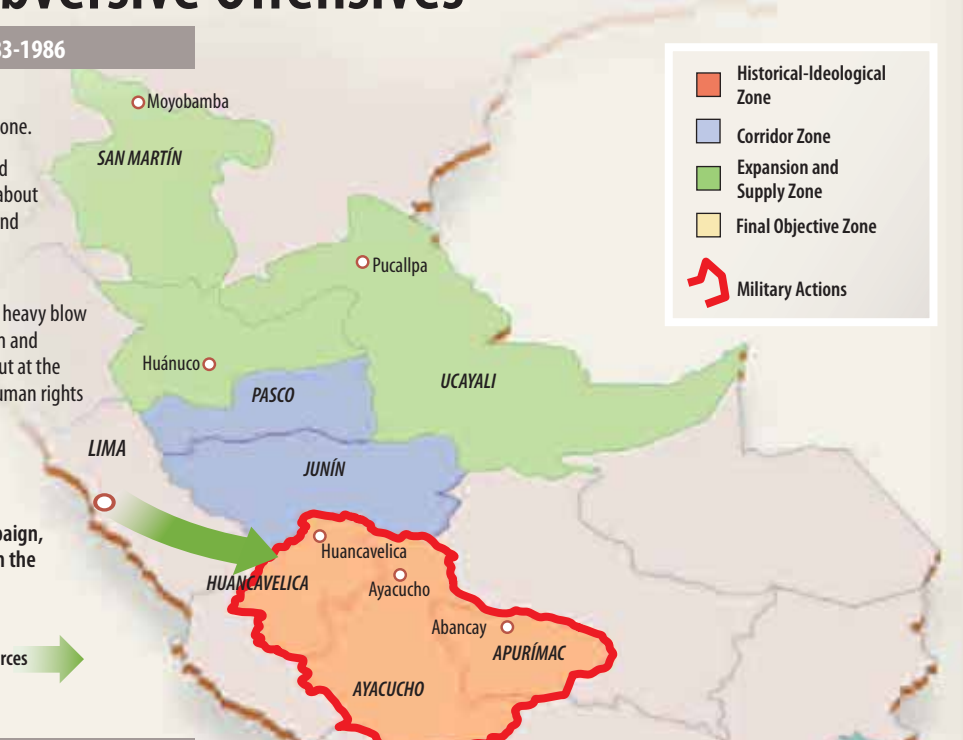 bversive offensives
3-1986
one.
d
about
nd
heavy blow
n and
ut at the
uman rights
paign,
n the
rces
Moyobamba
SAN MARTÍN
Pucallpa
Huánuco
PASCO
UCAYALI
LIMA
JUNÍN
Huancavelica
HUANCAVELICA
Ayacucho
Abancay
APURÍMAC
AYACUCHO
Historical-Ideological
Zone
Corridor Zone
Expansion and
Supply Zone
Final Objective Zone
Military Actions